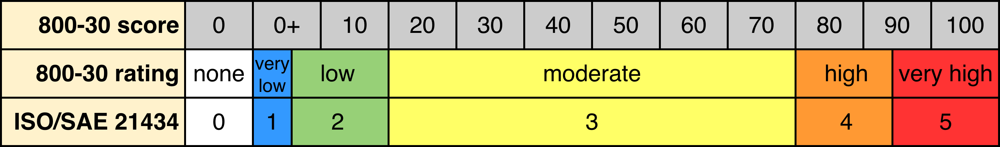 800-30 score 0 0+ 10 20 30 40 50 60 70 80 90 100
800-30 rating none very low low moderate high very high
ISO/SAE 21434 0 1 2 3 4 5